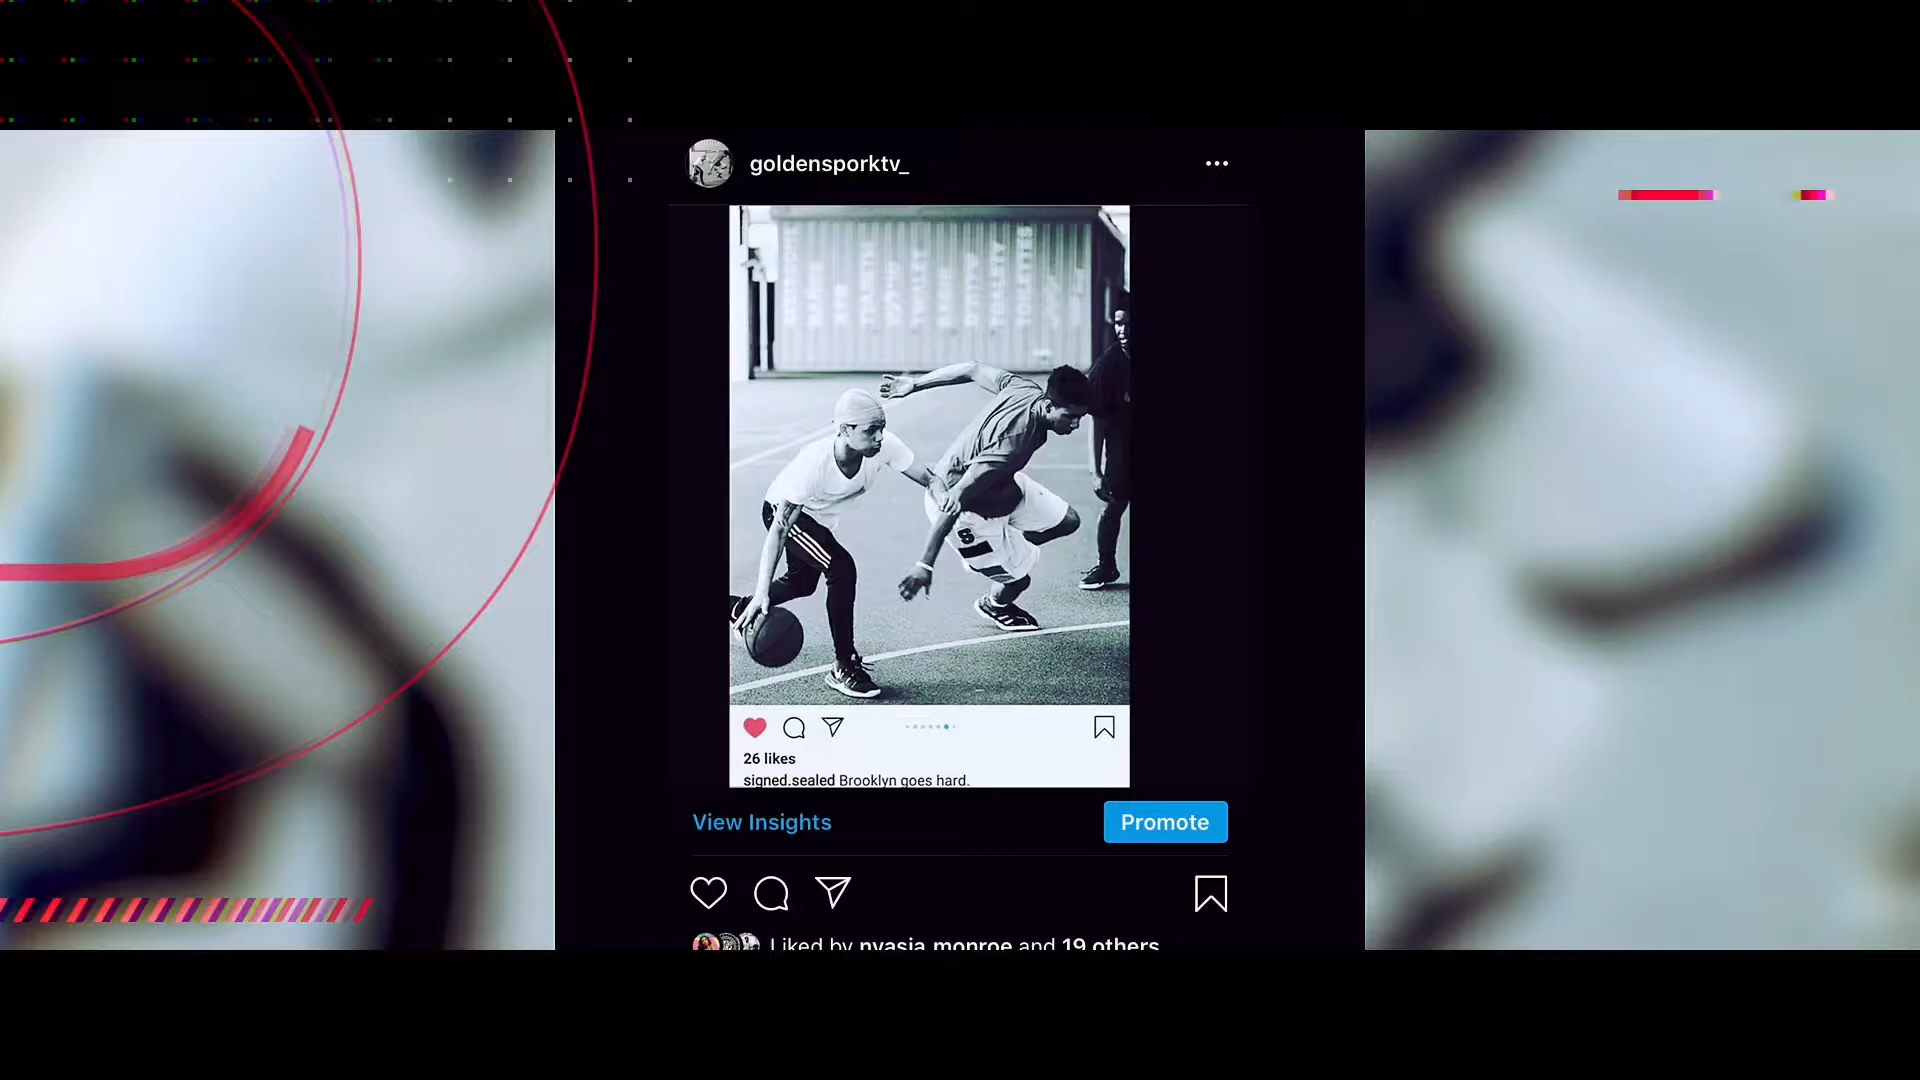 goldensporktv_
26 likes
signed.sealed Brooklyn goes hard.
View Insights
Promote
Liked by nyasia.monroe and 19 others